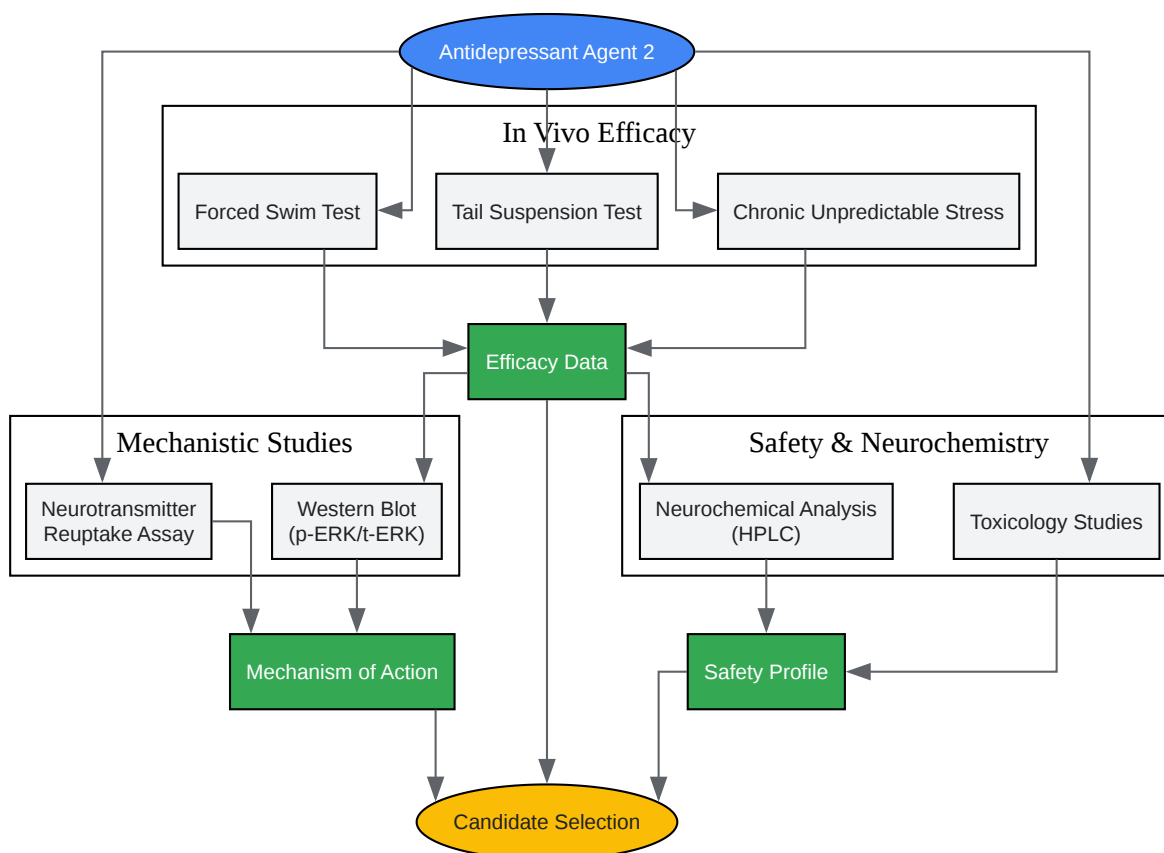 Antidepressant Agent 2
In Vivo Efficacy
Forced Swim Test
Tail Suspension Test
Chronic Unpredictable Stress
Efficacy Data
Mechanistic Studies
Neurotransmitter
Reuptake Assay
Western Blot
(p-ERK/t-ERK)
Safety & Neurochemistry
Neurochemical Analysis
(HPLC)
Toxicology Studies
Mechanism of Action
Safety Profile
Candidate Selection